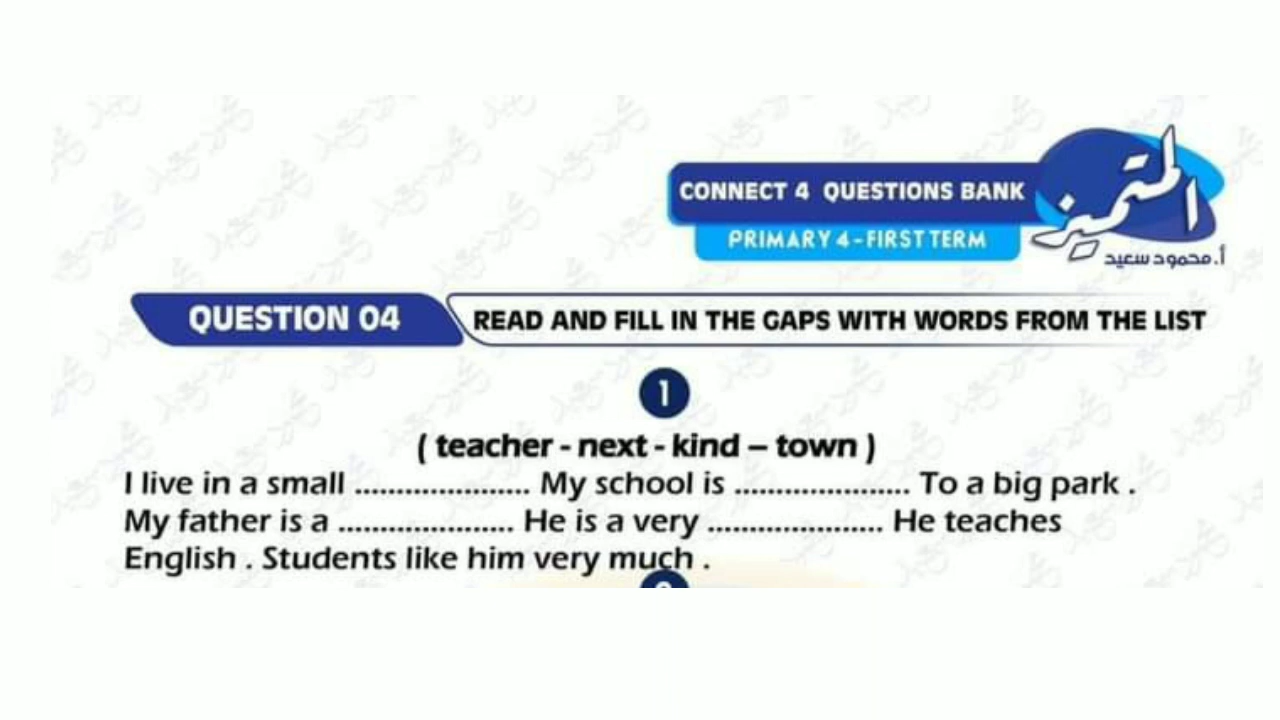 CONNECT 4 QUESTIONS BANK
المتميز
PRIMARY 4 - FIRST TERM
أ. محمود سعيد
QUESTION 04
READ AND FILL IN THE GAPS WITH WORDS FROM THE LIST
1
( teacher - next - kind – town )
I live in a small ..................... My school is ..................... To a big park .
My father is a ..................... He is a very ..................... He teaches
English . Students like him very much .